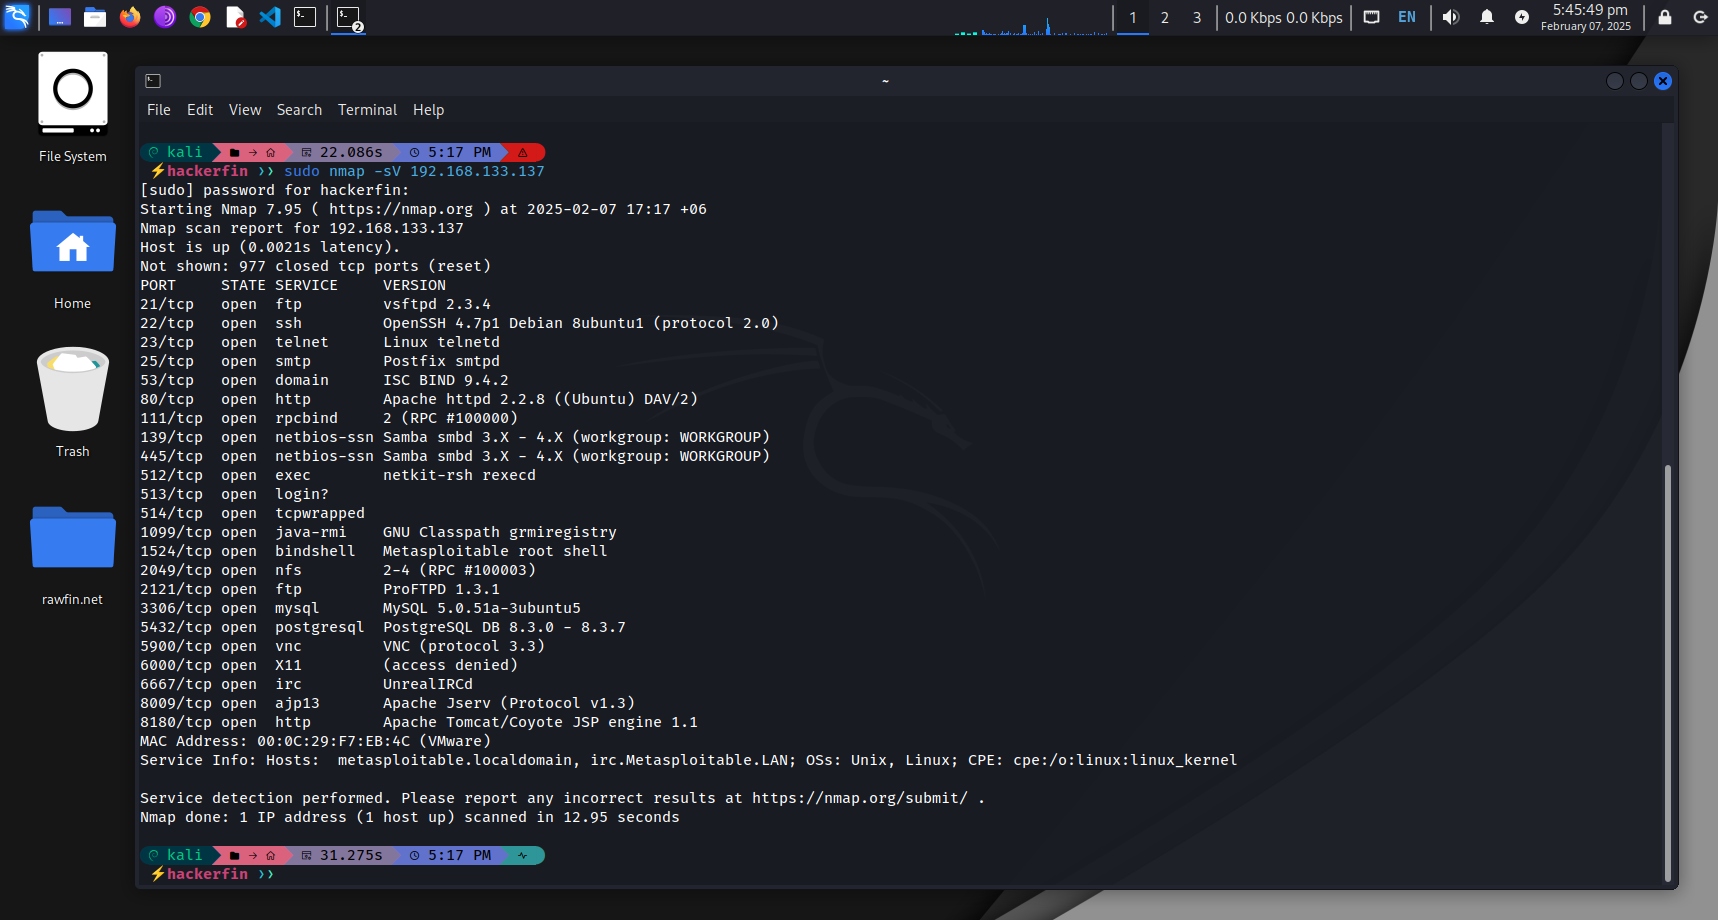 1 2 3 0.0 Kbps 0.0 Kbps EN 5:45:49 pm
February 07, 2025
2
File System
Home
Trash
rawfin.net
~
File Edit View Search Terminal Help
kali 22.086s 5:17 PM
hackerfin ❯❯ sudo nmap -sV 192.168.133.137
[sudo] password for hackerfin:
Starting Nmap 7.95 ( https://nmap.org ) at 2025-02-07 17:17 +06
Nmap scan report for 192.168.133.137
Host is up (0.0021s latency).
Not shown: 977 closed tcp ports (reset)
PORT     STATE SERVICE     VERSION
21/tcp   open  ftp         vsftpd 2.3.4
22/tcp   open  ssh         OpenSSH 4.7p1 Debian 8ubuntu1 (protocol 2.0)
23/tcp   open  telnet      Linux telnetd
25/tcp   open  smtp        Postfix smtpd
53/tcp   open  domain      ISC BIND 9.4.2
80/tcp   open  http        Apache httpd 2.2.8 ((Ubuntu) DAV/2)
111/tcp  open  rpcbind     2 (RPC #100000)
139/tcp  open  netbios-ssn Samba smbd 3.X - 4.X (workgroup: WORKGROUP)
445/tcp  open  netbios-ssn Samba smbd 3.X - 4.X (workgroup: WORKGROUP)
512/tcp  open  exec        netkit-rsh rexecd
513/tcp  open  login?
514/tcp  open  tcpwrapped
1099/tcp open  java-rmi    GNU Classpath grmiregistry
1524/tcp open  bindshell   Metasploitable root shell
2049/tcp open  nfs         2-4 (RPC #100003)
2121/tcp open  ftp         ProFTPD 1.3.1
3306/tcp open  mysql       MySQL 5.0.51a-3ubuntu5
5432/tcp open  postgresql  PostgreSQL DB 8.3.0 - 8.3.7
5900/tcp open  vnc         VNC (protocol 3.3)
6000/tcp open  X11         (access denied)
6667/tcp open  irc         UnrealIRCd
8009/tcp open  ajp13       Apache Jserv (Protocol v1.3)
8180/tcp open  http        Apache Tomcat/Coyote JSP engine 1.1
MAC Address: 00:0C:29:F7:EB:4C (VMware)
Service Info: Hosts:  metasploitable.localdomain, irc.Metasploitable.LAN; OSs: Unix, Linux; CPE: cpe:/o:linux:linux_kernel
Service detection performed. Please report any incorrect results at https://nmap.org/submit/ .
Nmap done: 1 IP address (1 host up) scanned in 12.95 seconds
kali 31.275s 5:17 PM
hackerfin ❯❯